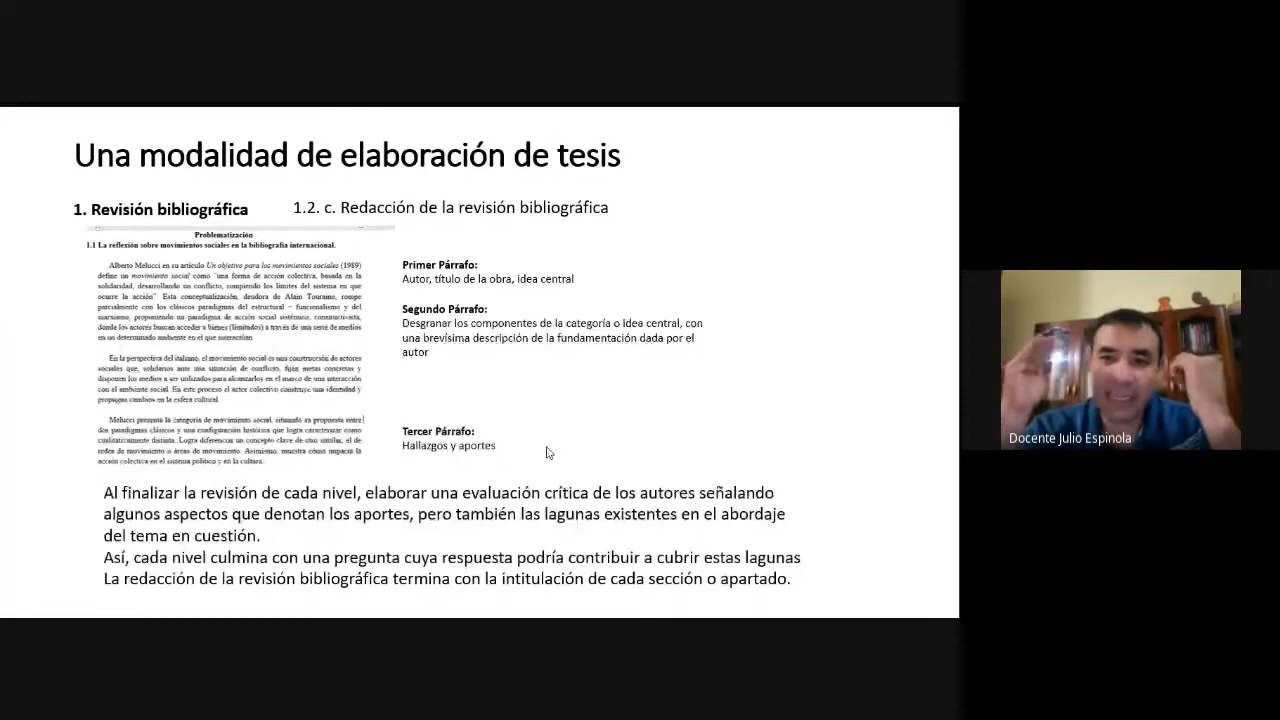 Una modalidad de elaboración de tesis
1. Revisión bibliográfica
1.2. c. Redacción de la revisión bibliográfica
Problematización
1.1 La reflexión sobre movimientos sociales en la bibliografía internacional.
Alberto Melucci en su artículo Un objetivo para los movimientos sociales (1989)
define un movimiento social como "una forma de acción colectiva, basada en la
solidaridad, desarrollando un conflicto, rompiendo los límites del sistema en que
ocurre la acción". Esta conceptualización, deudora de Alain Touraine, rompe
parcialmente con los clásicos paradigmas del estructural – funcionalismo y del
marxismo, proponiendo un paradigma de acción social sistémico, constructivista,
donde los actores buscan acceder a bienes (limitados) a través de una serie de medios
en un determinado ambiente en el que interactúan
En la perspectiva del italiano, el movimiento social es una construcción de actores
sociales que, solidarios ante una situación de conflicto, fijan metas concretas y
disponen los medios a ser utilizados para alcanzarlos en el marco de una interacción
con el ambiente social. En este proceso el actor colectivo construye una identidad y
propugna cambios en la esfera cultural.
Melucci presenta la categoría de movimiento social, situando su propuesta entre
dos paradigmas clásicos y una configuración histórica que logra caracterizar como
cualitativamente distinta. Logra diferenciar un concepto clave de otro similar, el de
redes de movimiento o áreas de movimiento. Asimismo, muestra cómo impacta la
acción colectiva en el sistema político y en la cultura.
Primer Párrafo:
Autor, título de la obra, idea central
Segundo Párrafo:
Desgranar los componentes de la categoría o idea central, con
una brevísima descripción de la fundamentación dada por el
autor
Tercer Párrafo:
Hallazgos y aportes
Al finalizar la revisión de cada nivel, elaborar una evaluación crítica de los autores señalando
algunos aspectos que denotan los aportes, pero también las lagunas existentes en el abordaje
del tema en cuestión.
Así, cada nivel culmina con una pregunta cuya respuesta podría contribuir a cubrir estas lagunas
La redacción de la revisión bibliográfica termina con la intitulación de cada sección o apartado.
Docente Julio Espinola